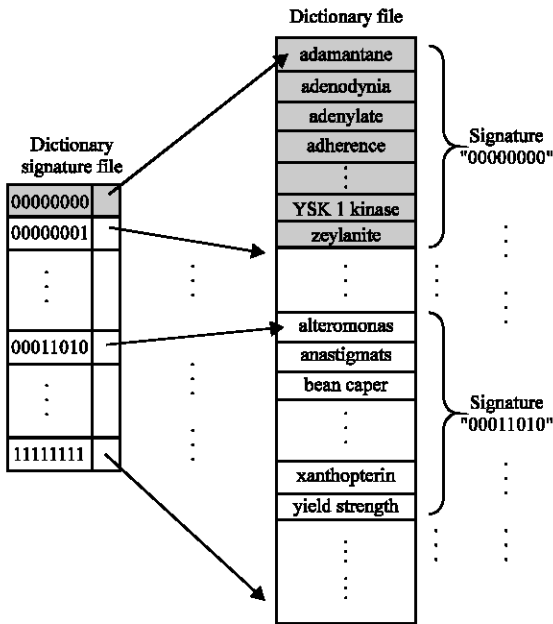 Dictionary file
adamantane
adenodynia
adenylate
adherence
YSK 1 kinase
zeylanite
Signature
"00000000"
Dictionary
signature file
00000000
00000001
00011010
11111111
alteromonas
anastigmats
bean caper
xanthopterin
yield strength
Signature
"00011010"